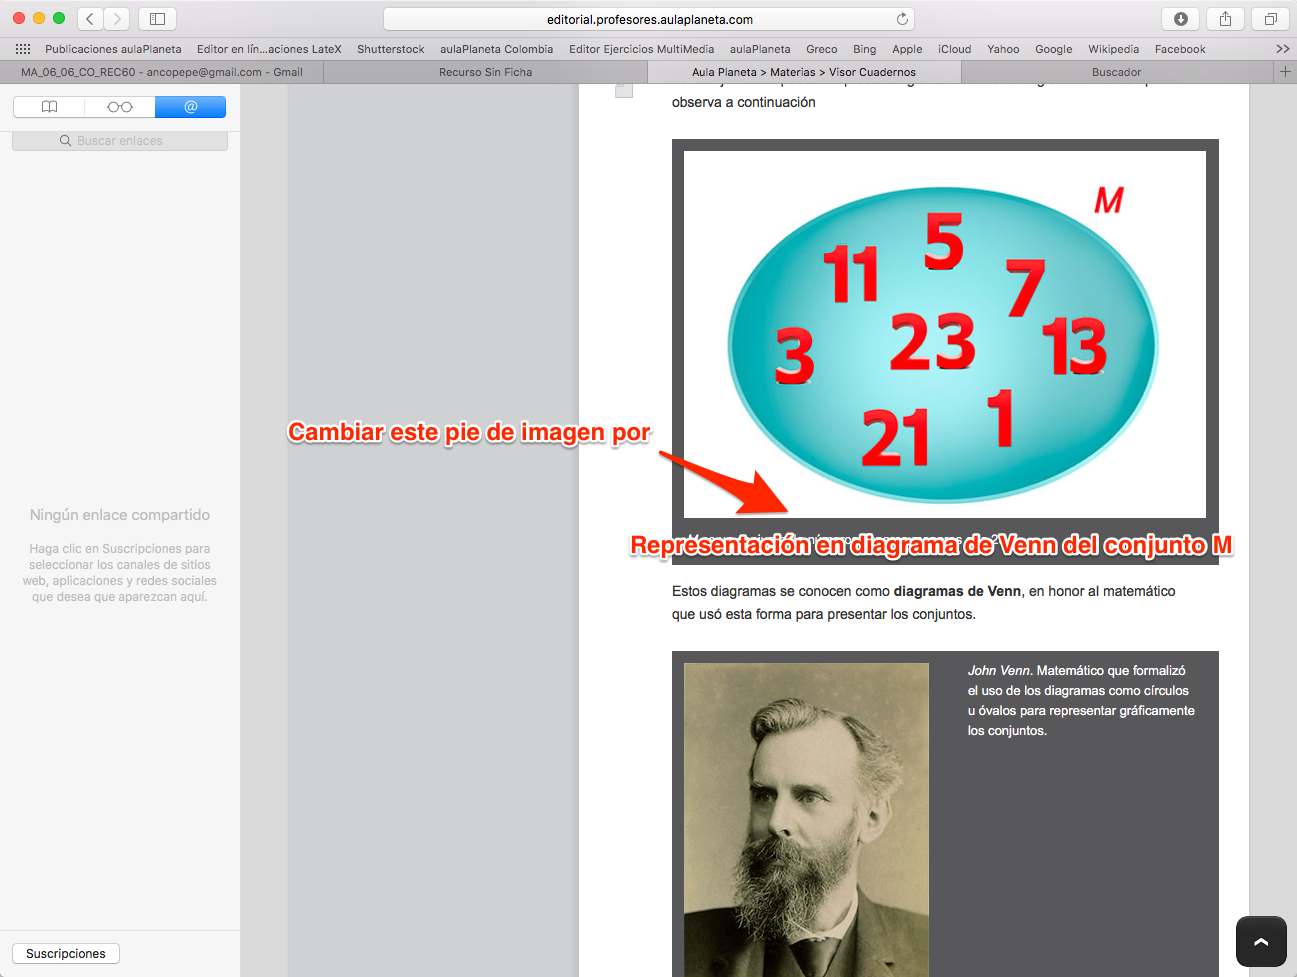 editorial.profesores.aulaplaneta.com
Publicaciones aulaPlaneta Editor en lín...aciones LateX Shutterstock aulaPlaneta Colombia Editor Ejercicios MultiMedia aulaPlaneta Greco Bing Apple iCloud Yahoo Google Wikipedia Facebook
MA_06_06_CO_REC60 - ancopepe@gmail.com - Gmail Recurso Sin Ficha Aula Planeta > Materias > Visor Cuadernos Buscador
@
Buscar enlaces
Ningún enlace compartido
Haga clic en Suscripciones para
seleccionar los canales de sitios
web, aplicaciones y redes sociales
que desea que aparezcan aquí.
Suscripciones
observa a continuación
M
5
11
7
23
13
3
1
21
Cambiar este pie de imagen por
Representación en diagrama de Venn del conjunto M
Estos diagramas se conocen como diagramas de Venn, en honor al matemático
que usó esta forma para presentar los conjuntos.
John Venn. Matemático que formalizó
el uso de los diagramas como círculos
u óvalos para representar gráficamente
los conjuntos.